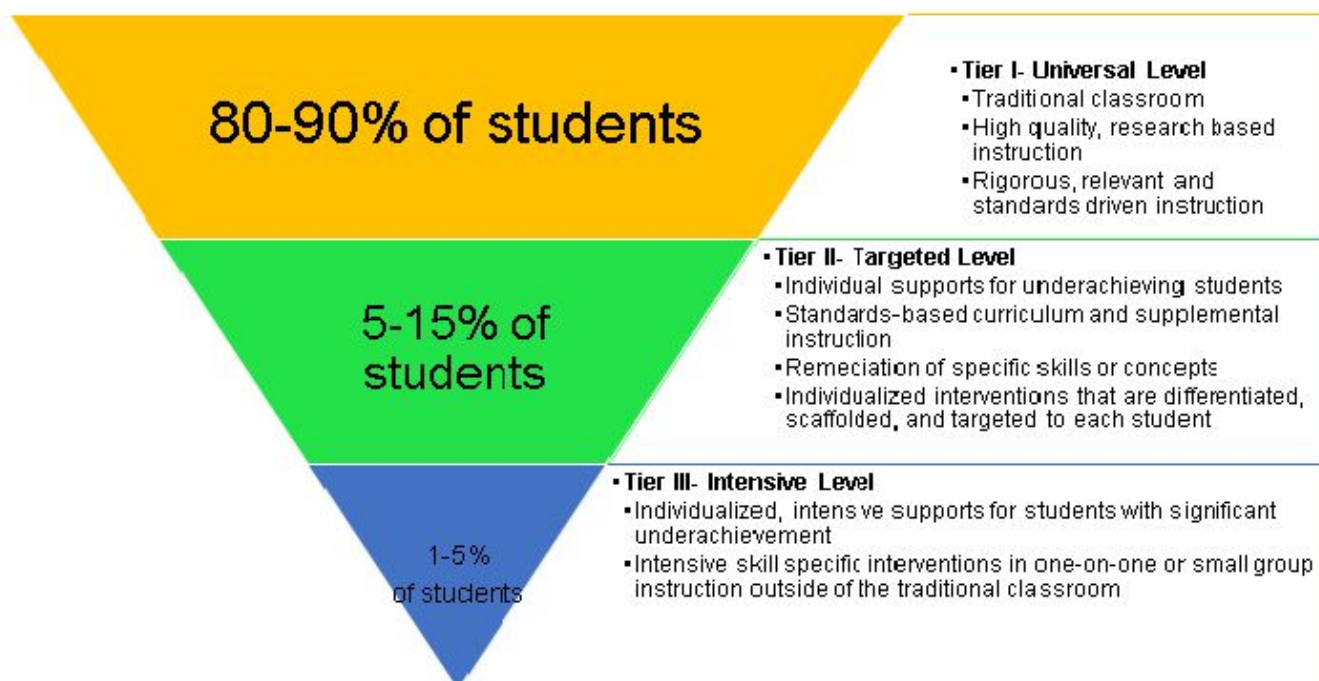 80-90% of students
▪Tier I- Universal Level
▪Traditional classroom
▪High quality, research based
instruction
▪Rigorous, relevant and
standards driven instruction
5-15% of
students
▪Tier II- Targeted Level
▪Individual supports for underachieving students
▪Standards-based curriculum and supplemental
instruction
▪Remeciation of specific skills or concepts
▪Individualized interventions that are differentiated,
scaffolded, and targeted to each student
1-5%
of students
▪Tier III- Intensive Level
▪Individualized, intensive supports for students with significant
underachievement
▪Intensive skill specific interventions in one-on-one or small group
instruction outside of the traditional classroom